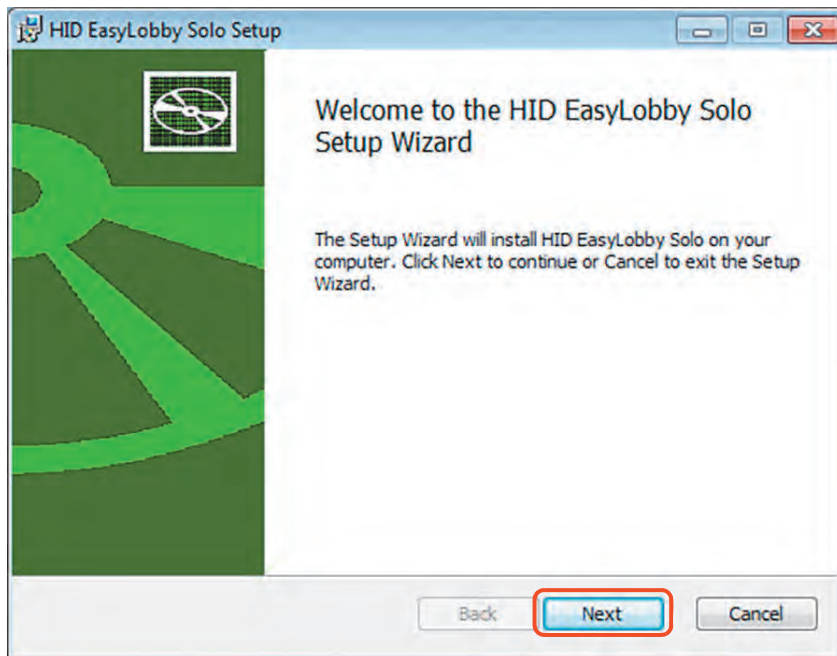 HID EasyLobby Solo Setup
Welcome to the HID EasyLobby Solo
Setup Wizard
The Setup Wizard will install HID EasyLobby Solo on your
computer. Click Next to continue or Cancel to exit the Setup
Wizard.
Back
Next
Cancel